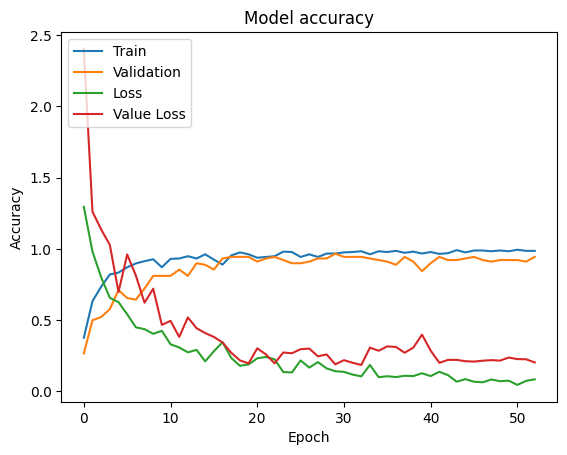 Model accuracy
2.5
2.0
1.5
1.0
0.5
0.0
Accuracy
Train
Validation
Loss
Value Loss
0 10 20 30 40 50
Epoch